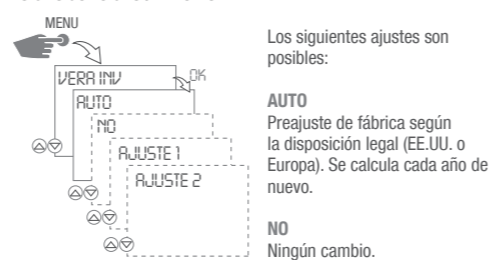 MENU
VERA INV
OK
AUTO
NO
AJUSTE 1
AJUSTE 2
Los siguientes ajustes son
posibles:
AUTO
Preajuste de fábrica según
la disposición legal (EE.UU. o
Europa). Se calcula cada año de
nuevo.
NO
Ningún cambio.